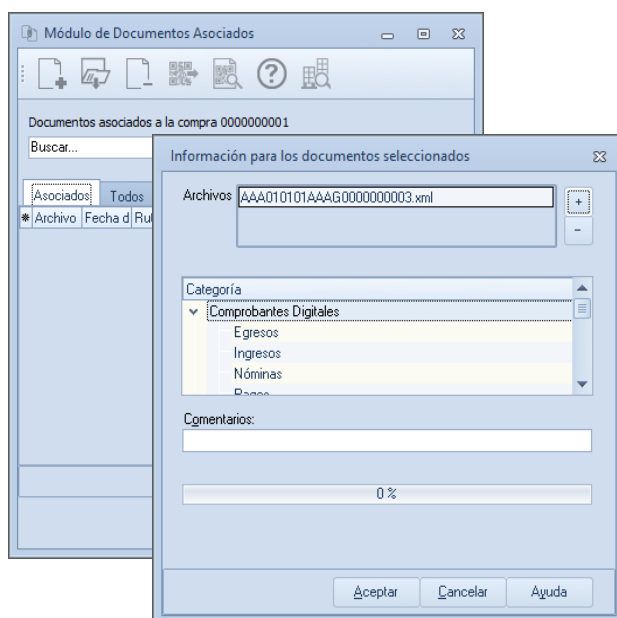 Módulo de Documentos Asociados
Documentos asociados a la compra 0000000001
Buscar...
Asociados Todos
Archivo Fecha d
Información para los documentos seleccionados
Archivos AAA010101AAAG0000000003.xml
+
-
Categoría
Comprobantes Digitales
Egresos
Ingresos
Nóminas
Comentarios:
0 %
Aceptar Cancelar Ayuda